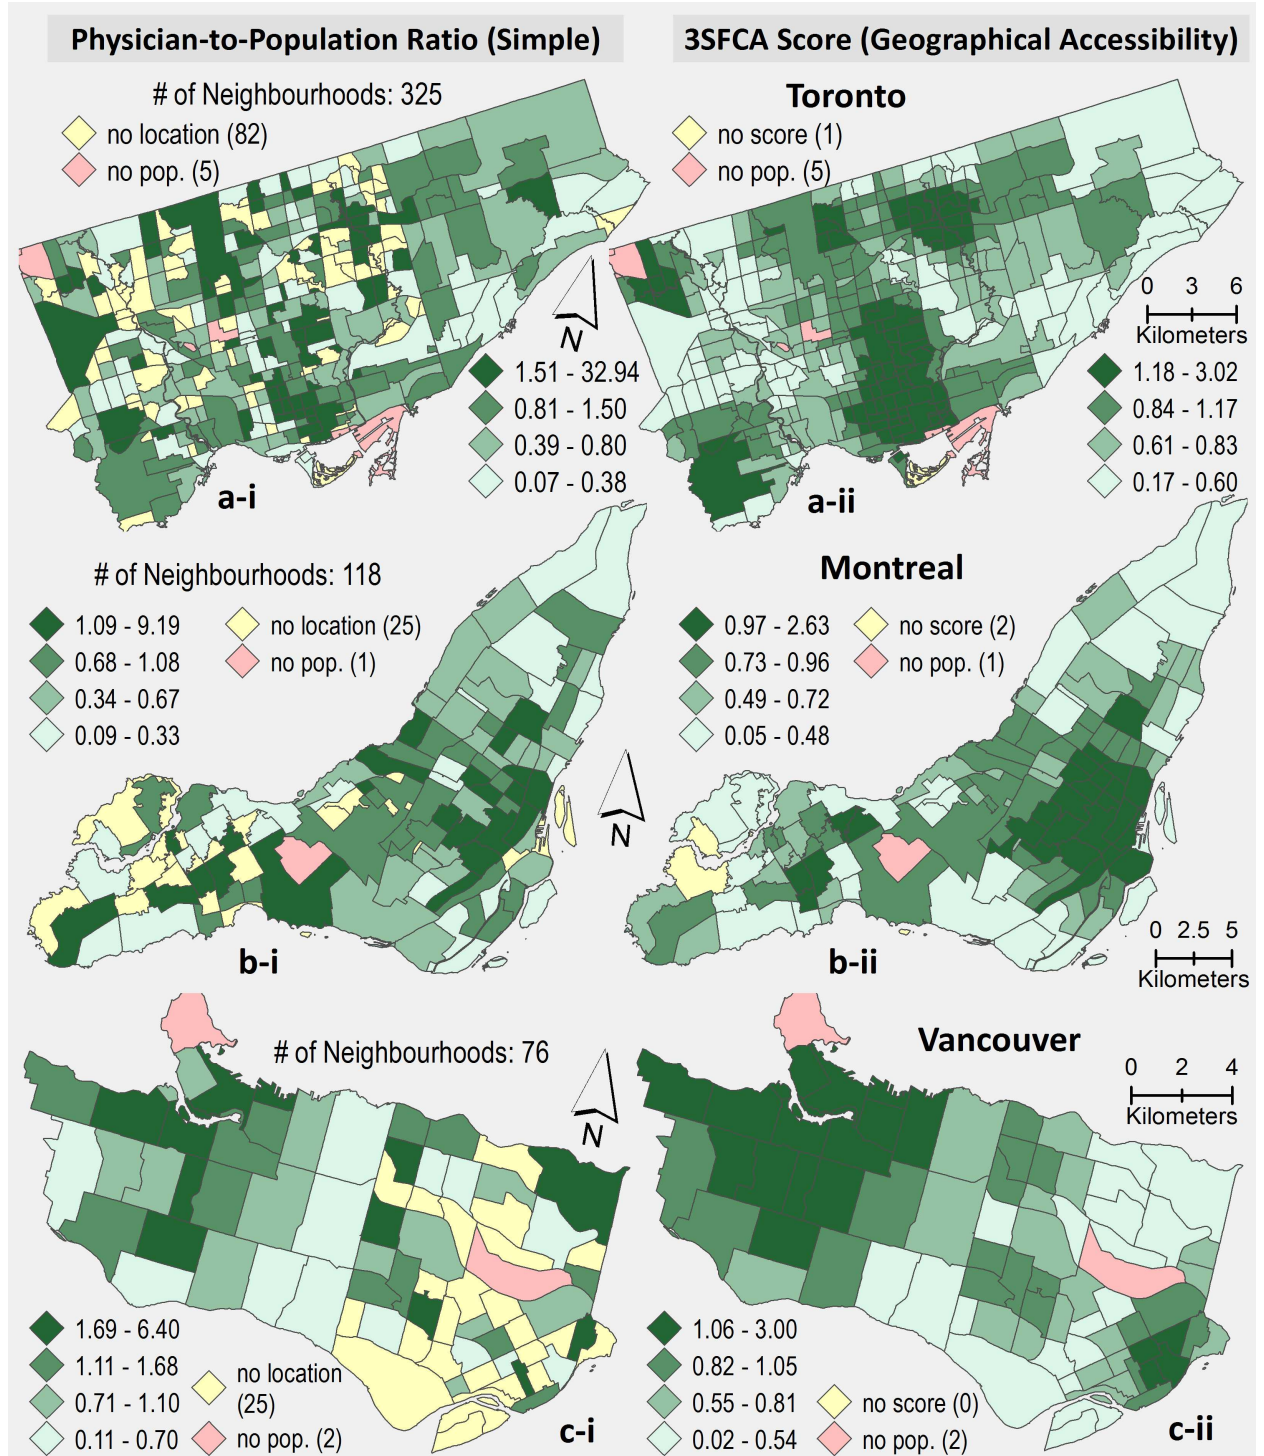 Physician-to-Population Ratio (Simple)
3SFCA Score (Geographical Accessibility)
# of Neighbourhoods: 325
no location (82)
no pop. (5)
Toronto
no score (1)
no pop. (5)
N
0 3 6
Kilometers
1.51 - 32.94
0.81 - 1.50
0.39 - 0.80
0.07 - 0.38
1.18 - 3.02
0.84 - 1.17
0.61 - 0.83
0.17 - 0.60
a-i
a-ii
# of Neighbourhoods: 118
1.09 - 9.19
0.68 - 1.08
0.34 - 0.67
0.09 - 0.33
no location (25)
no pop. (1)
Montreal
0.97 - 2.63
0.73 - 0.96
0.49 - 0.72
0.05 - 0.48
no score (2)
no pop. (1)
N
0 2.5 5
Kilometers
b-i
b-ii
# of Neighbourhoods: 76
Vancouver
N
0 2 4
Kilometers
1.69 - 6.40
1.11 - 1.68
0.71 - 1.10
0.11 - 0.70
no location
(25)
no pop. (2)
c-i
1.06 - 3.00
0.82 - 1.05
0.55 - 0.81
0.02 - 0.54
no score (0)
no pop. (2)
c-ii